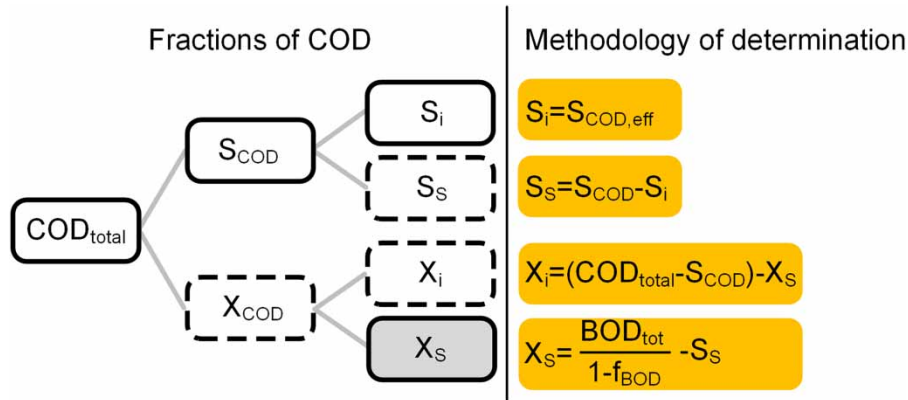 Fractions of COD
Methodology of determination
COD_total
S_COD
X_COD
S_i
S_S
X_i
X_S
S_i=S_COD,eff
S_S=S_COD-S_i
X_i=(COD_total-S_COD)-X_S
X_S= BOD_tot / 1-f_BOD -S_S